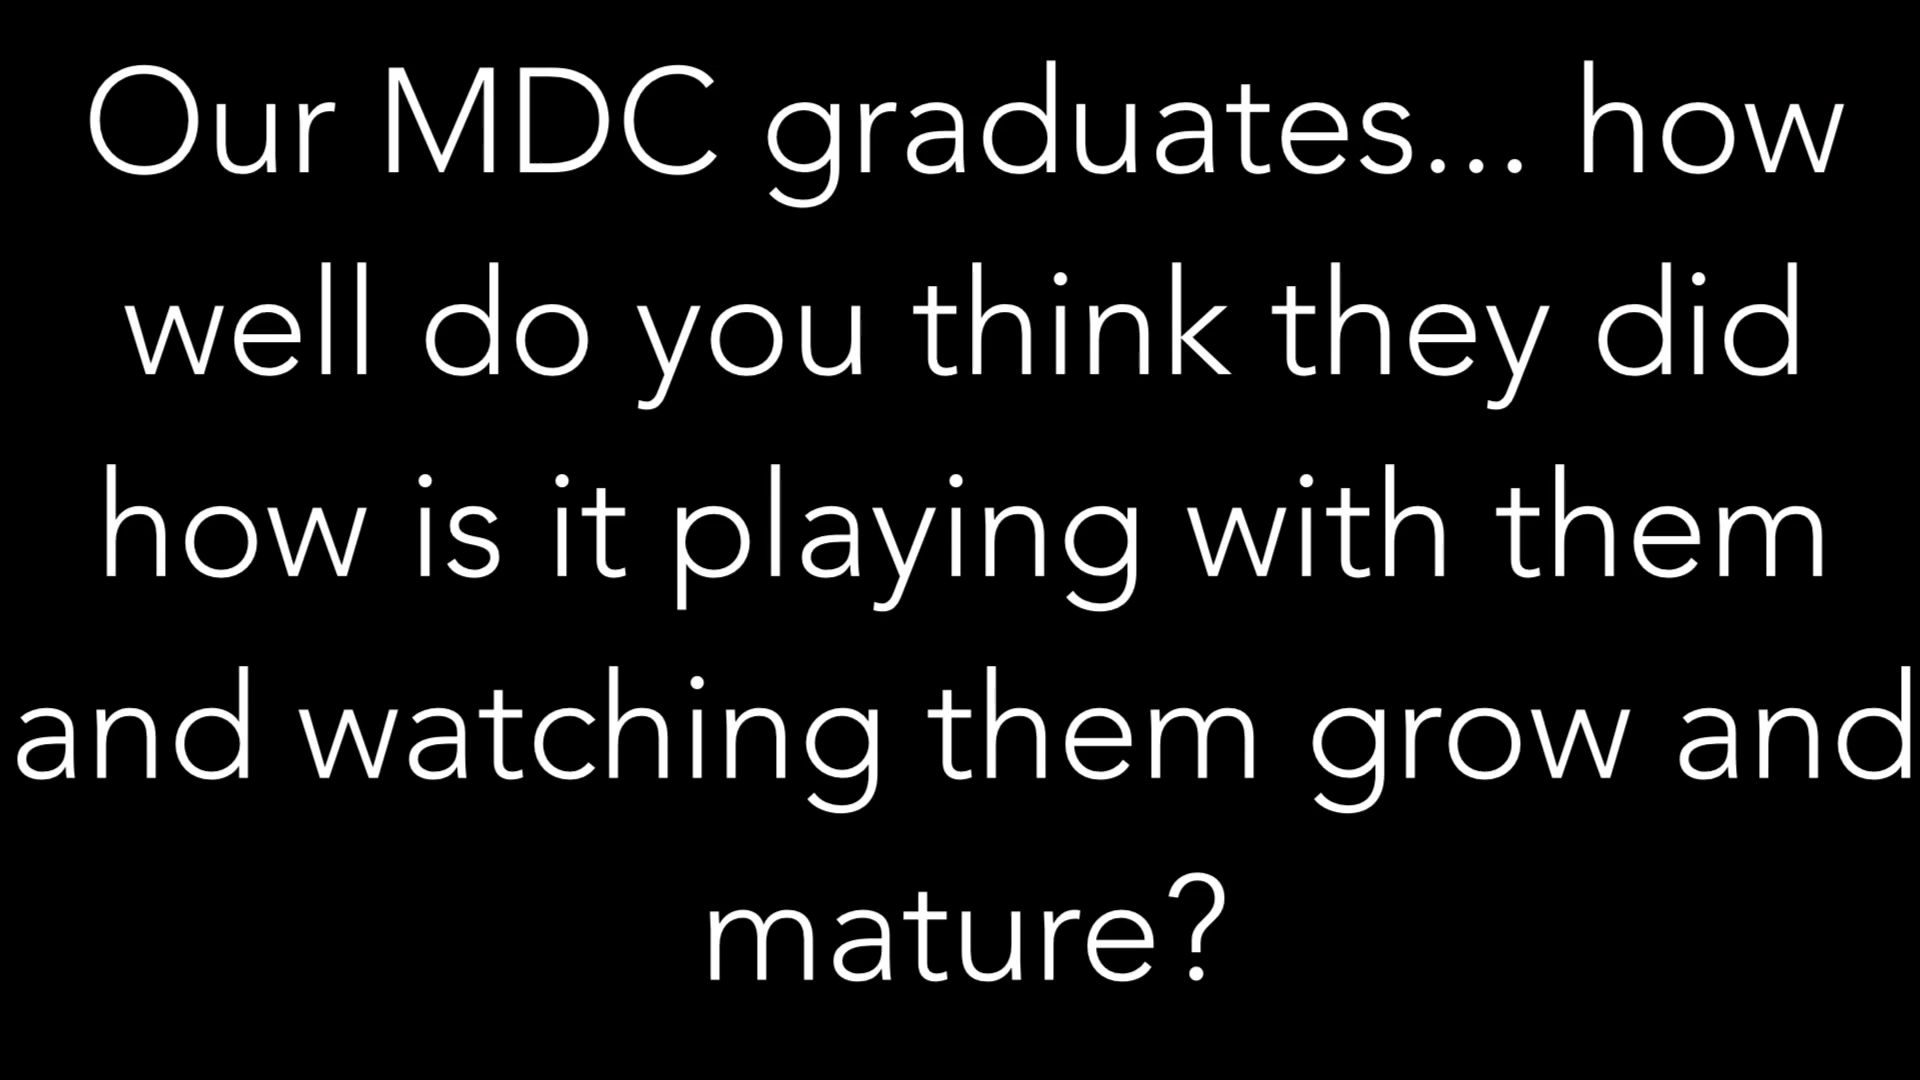 Our MDC graduates... how
well do you think they did
how is it playing with them
and watching them grow and
mature?